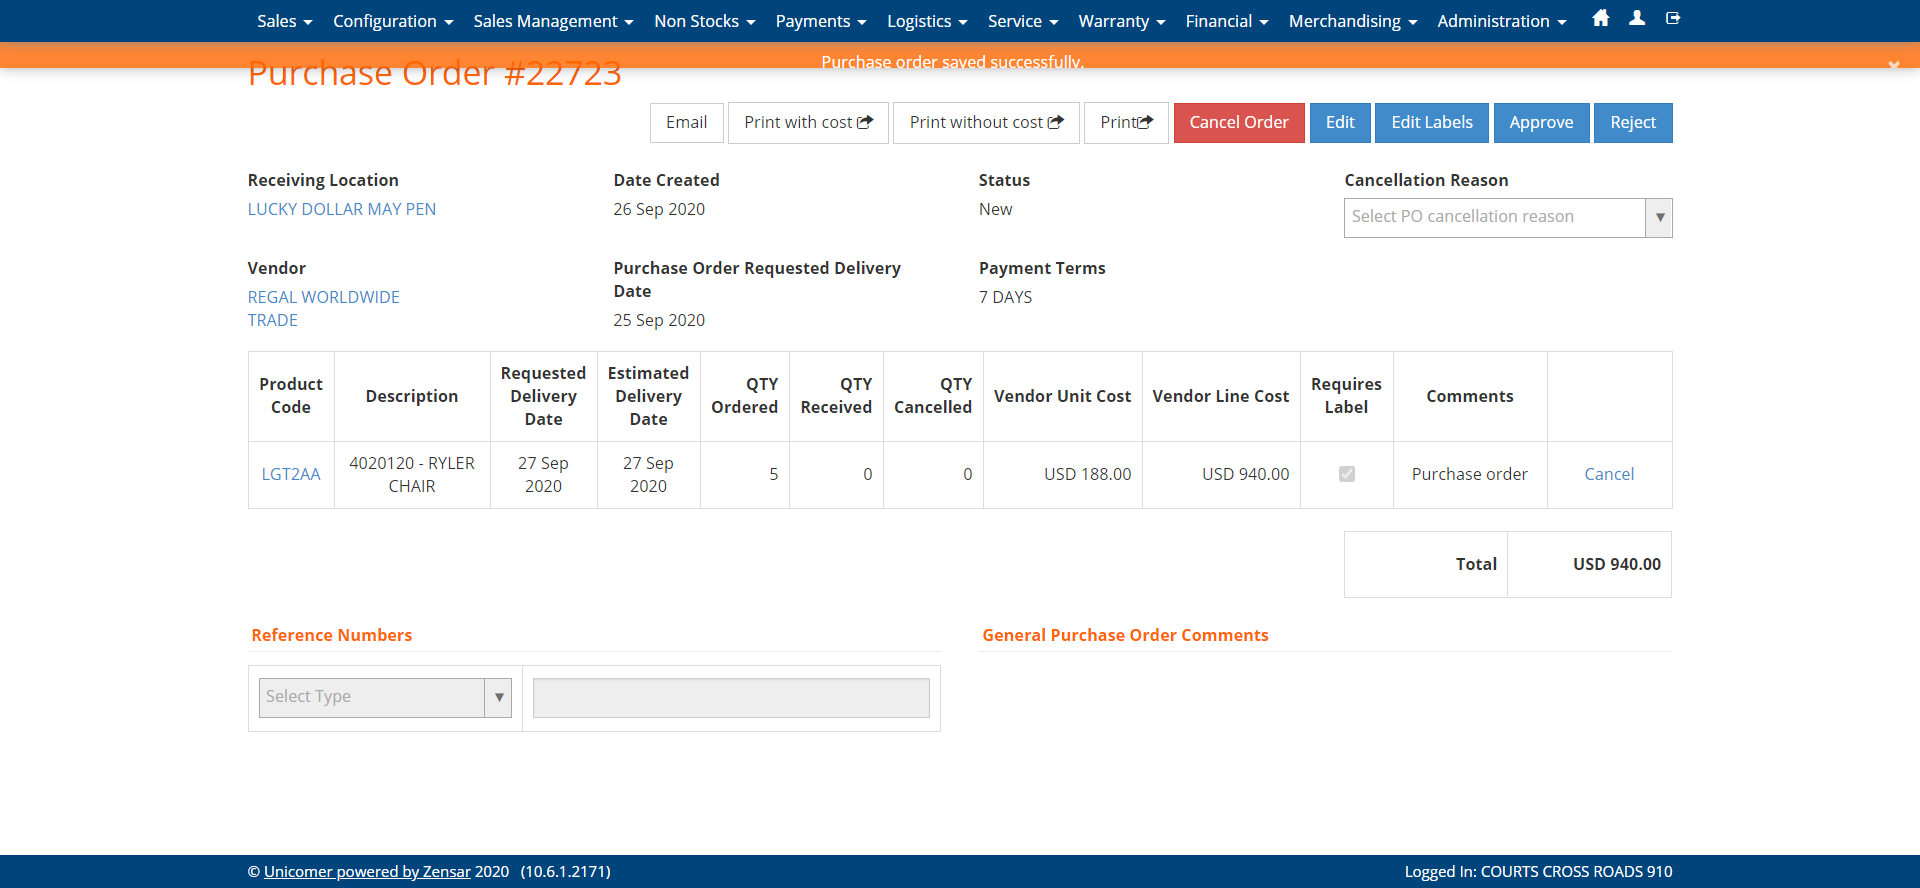 Sales Configuration Sales Management Non Stocks Payments Logistics Service Warranty Financial Merchandising Administration
Purchase order saved successfully.
Purchase Order #22723
Email Print with cost Print without cost Print Cancel Order Edit Edit Labels Approve Reject
Receiving Location Date Created Status Cancellation Reason
LUCKY DOLLAR MAY PEN 26 Sep 2020 New Select PO cancellation reason
Vendor Purchase Order Requested Delivery Date Payment Terms
REGAL WORLDWIDE TRADE 25 Sep 2020 7 DAYS
Product Code Description Requested Delivery Date Estimated Delivery Date QTY Ordered QTY Received QTY Cancelled Vendor Unit Cost Vendor Line Cost Requires Label Comments
LGT2AA 4020120 - RYLER CHAIR 27 Sep 2020 27 Sep 2020 5 0 0 USD 188.00 USD 940.00 Purchase order Cancel
Total USD 940.00
Reference Numbers General Purchase Order Comments
Select Type
© Unicomer powered by Zensar 2020 (10.6.1.2171) Logged In: COURTS CROSS ROADS 910